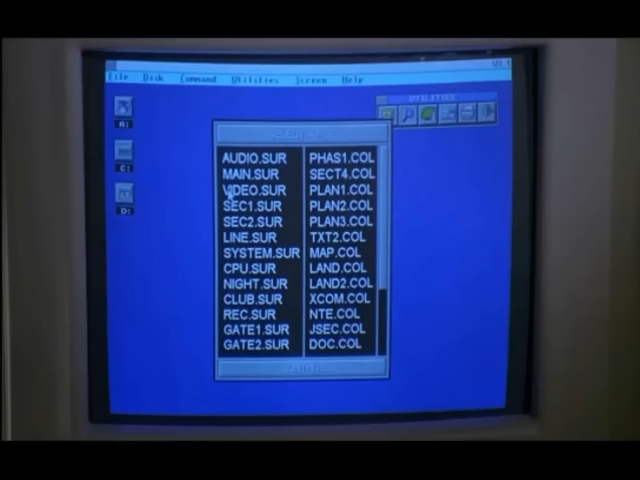 V3.1
File Disk Command Utilities Screen Help
UTILITIES
A:
C:
D:
AUDIO.SUR PHAS1.COL
MAIN.SUR SECT4.COL
VIDEO.SUR PLAN1.COL
SEC1.SUR PLAN2.COL
SEC2.SUR PLAN3.COL
LINE.SUR TXT2.COL
SYSTEM.SUR MAP.COL
CPU.SUR LAND.COL
NIGHT.SUR LAND2.COL
CLUB.SUR XCOM.COL
REC.SUR NTE.COL
GATE1.SUR JSEC.COL
GATE2.SUR DOC.COL